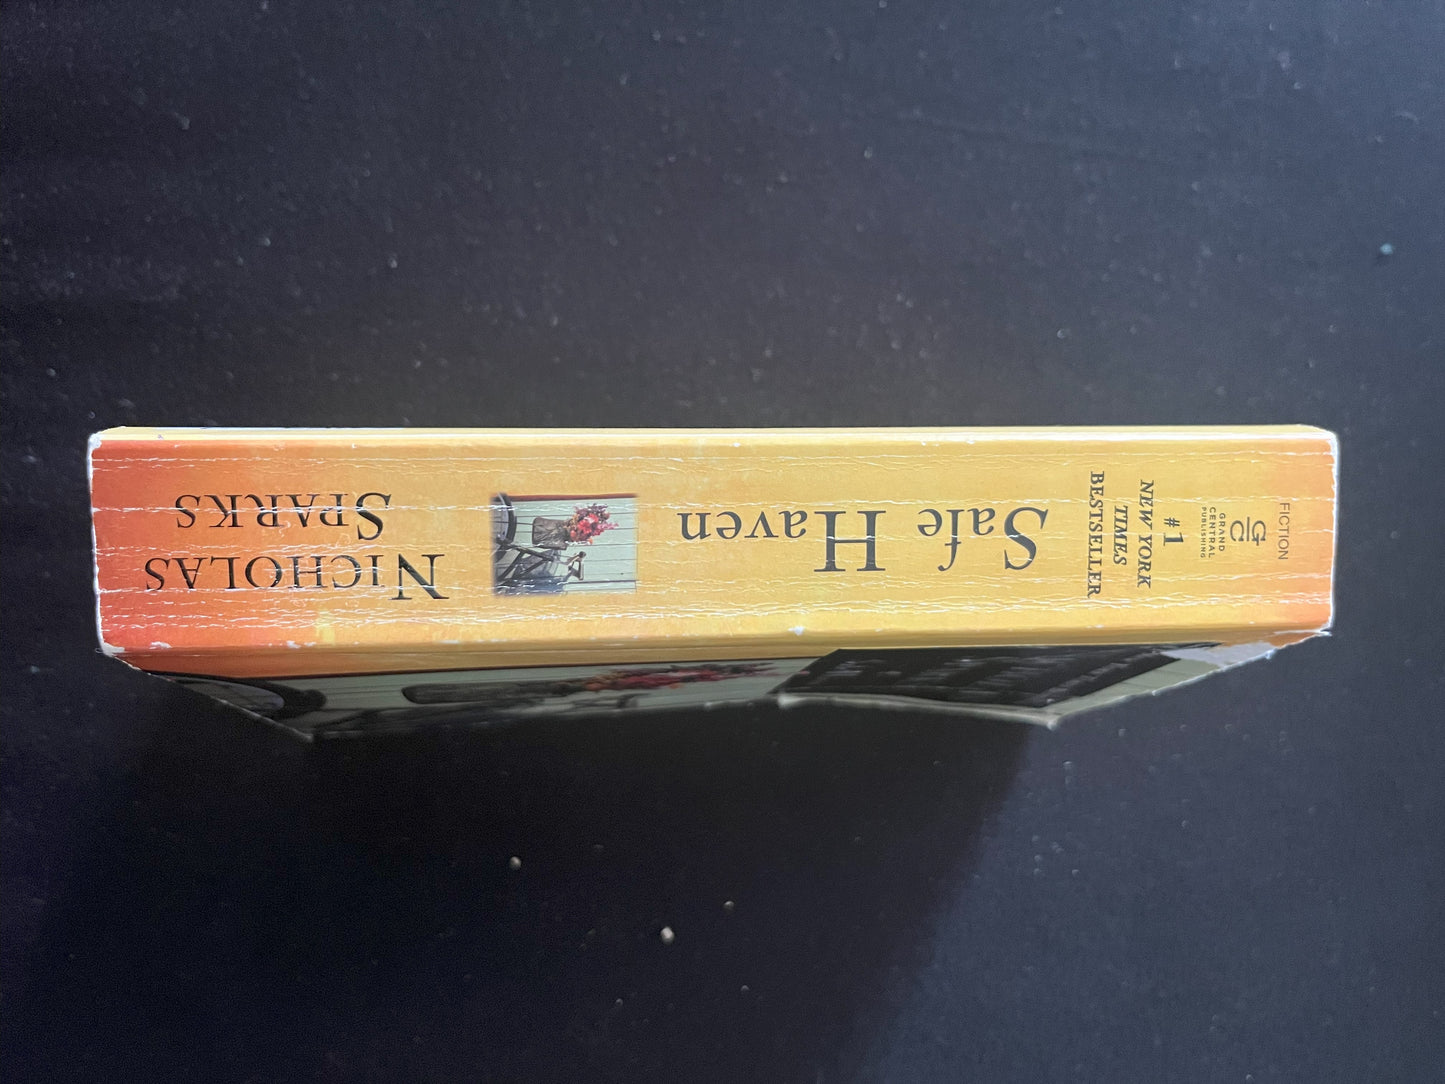 NICHOLAS
SPARKS
Safe Haven
#1
NEW YORK
TIMES
BESTSELLER
GC
GRAND
CENTRAL
PUBLISHING
FICTION